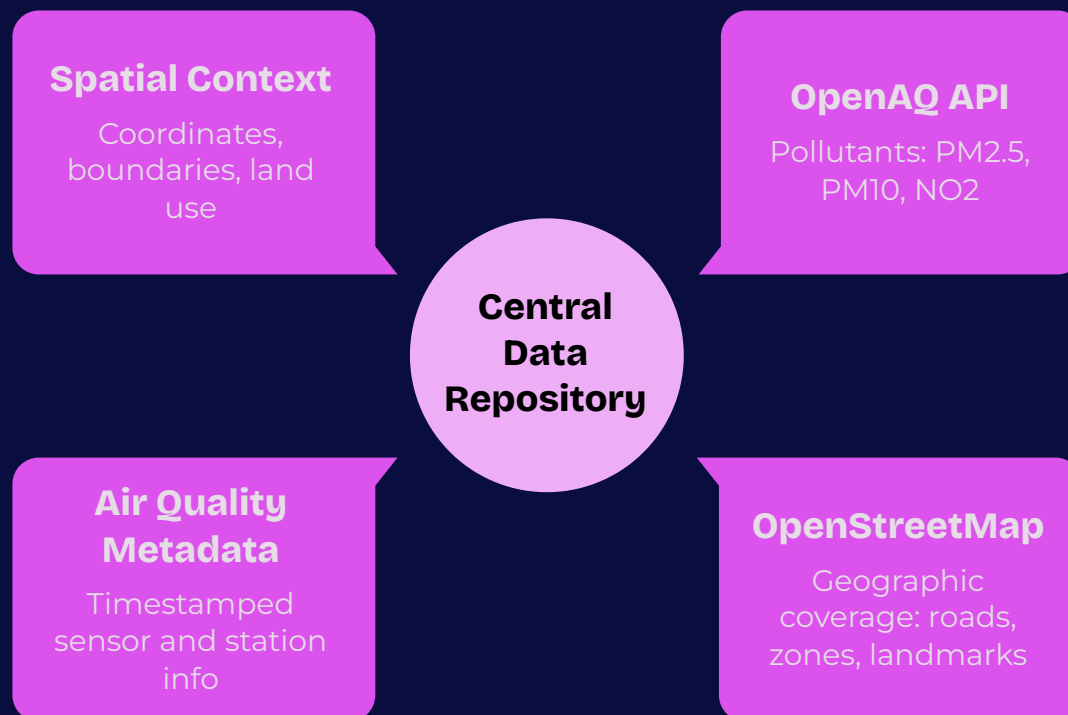 Spatial Context
Coordinates,
boundaries, land
use
OpenAQ API
Pollutants: PM2.5,
PM10, NO2
Central
Data
Repository
Air Quality
Metadata
Timestamped
sensor and station
info
OpenStreetMap
Geographic
coverage: roads,
zones, landmarks